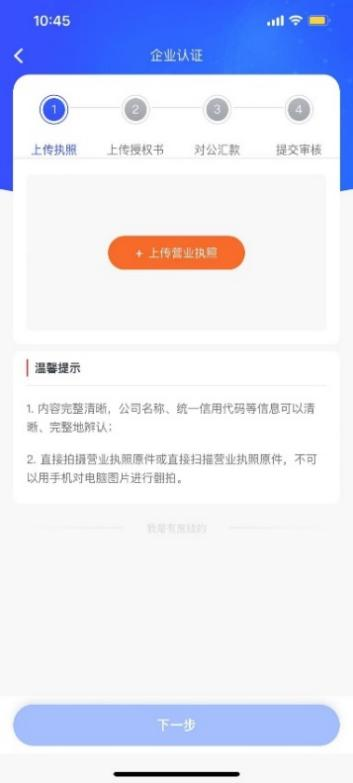 10:45
企业认证
1
2
3
4
上传执照
上传授权书
对公汇款
提交审核
+ 上传营业执照
温馨提示
1. 内容完整清晰，公司名称、统一信用代码等信息可以清
晰、完整地辨认；
2. 直接拍摄营业执照原件或直接扫描营业执照原件，不可
以用手机对电脑图片进行翻拍。
我是有底线的
下一步